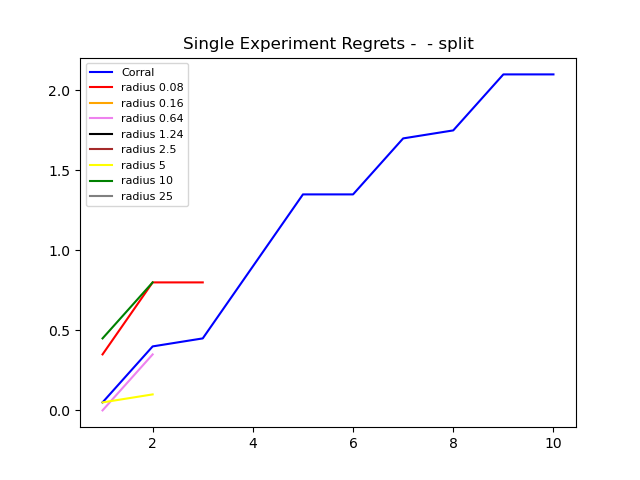 Single Experiment Regrets -  - split
Corral
radius 0.08
radius 0.16
radius 0.64
radius 1.24
radius 2.5
radius 5
radius 10
radius 25
2.0
1.5
1.0
0.5
0.0
2 4 6 8 10